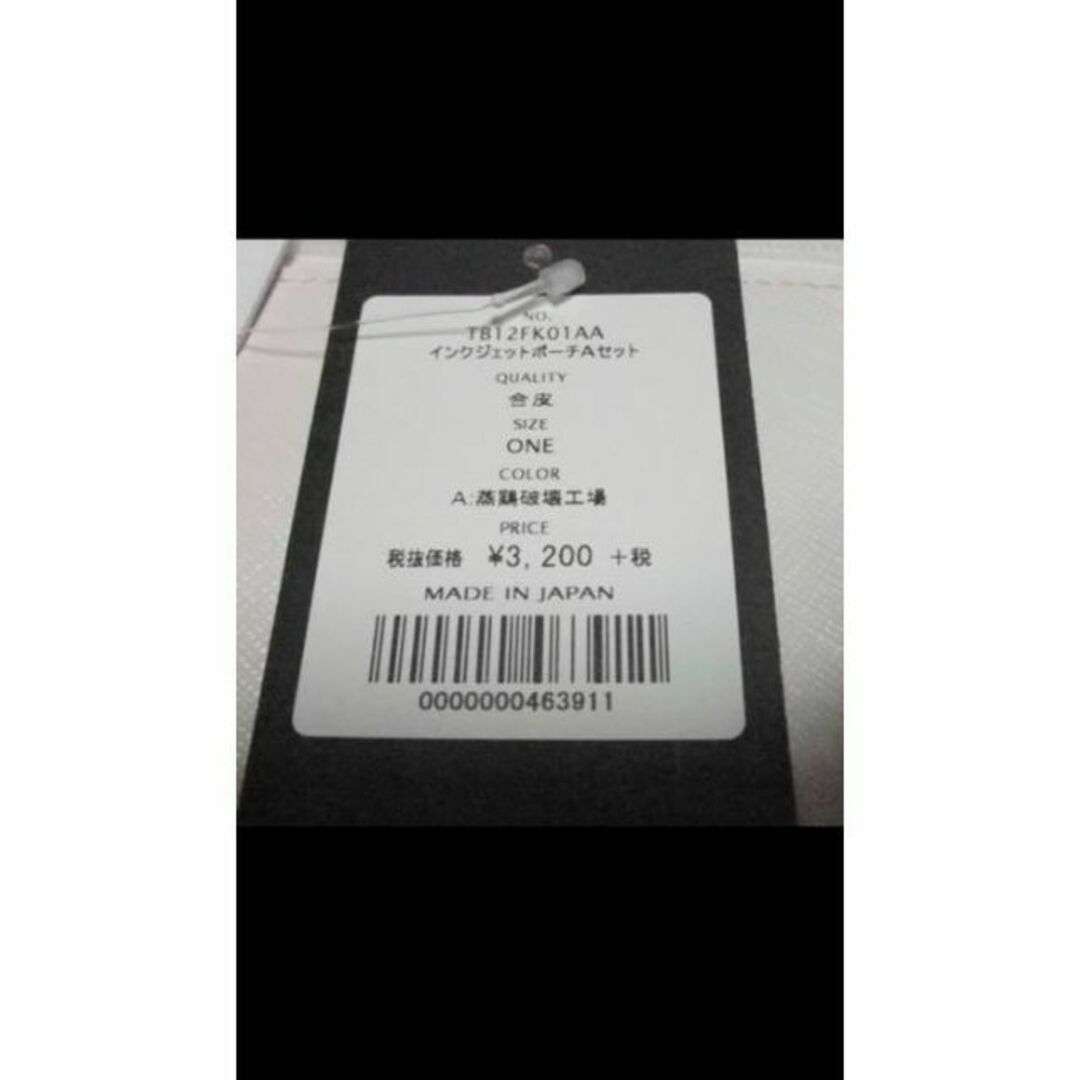 NO.
TB12FK01AA
インクジェットポーチAセット
QUALITY
合皮
SIZE
ONE
COLOR
A:蒸鶏破壊工場
PRICE
税抜価格 ¥3,200 +税
MADE IN JAPAN
0000000463911